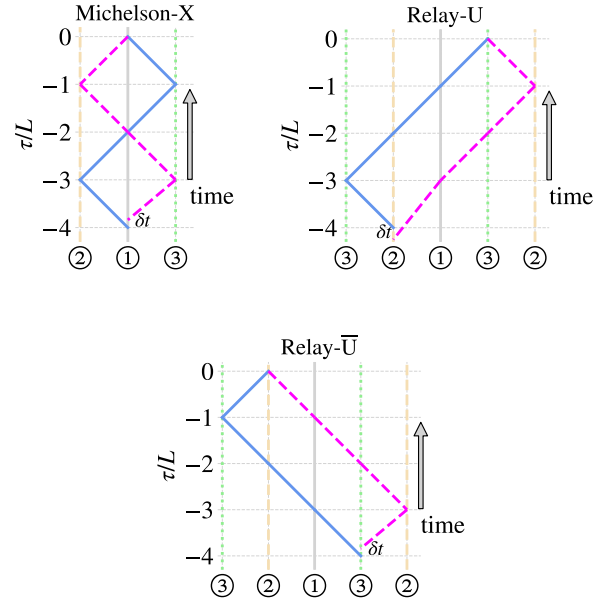 Michelson-X
0
−1
−2
−3
−4
τ/L
time
δt
② ① ③
Relay-U
0
−1
−2
−3
−4
τ/L
time
δt
③ ② ① ③ ②
Relay-U̅
0
−1
−2
−3
−4
τ/L
time
δt
③ ② ① ③ ②